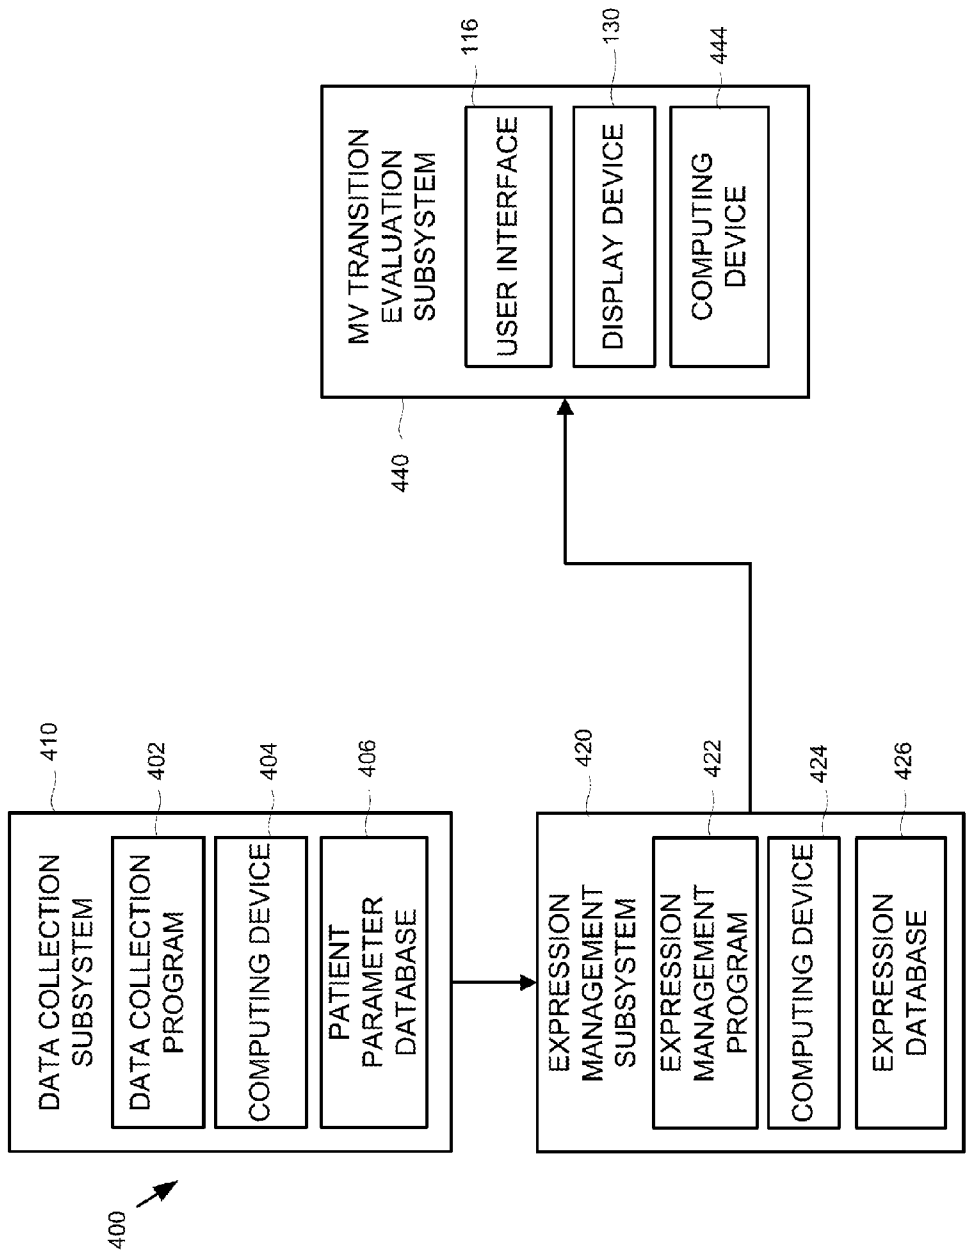 400
DATA COLLECTION
SUBSYSTEM
410
DATA COLLECTION
PROGRAM
402
COMPUTING DEVICE
404
PATIENT
PARAMETER
DATABASE
406
EXPRESSION
MANAGEMENT
SUBSYSTEM
420
EXPRESSION
MANAGEMENT
PROGRAM
422
COMPUTING DEVICE
424
EXPRESSION
DATABASE
426
440
MV TRANSITION
EVALUATION
SUBSYSTEM
USER INTERFACE
116
DISPLAY DEVICE
130
COMPUTING
DEVICE
444